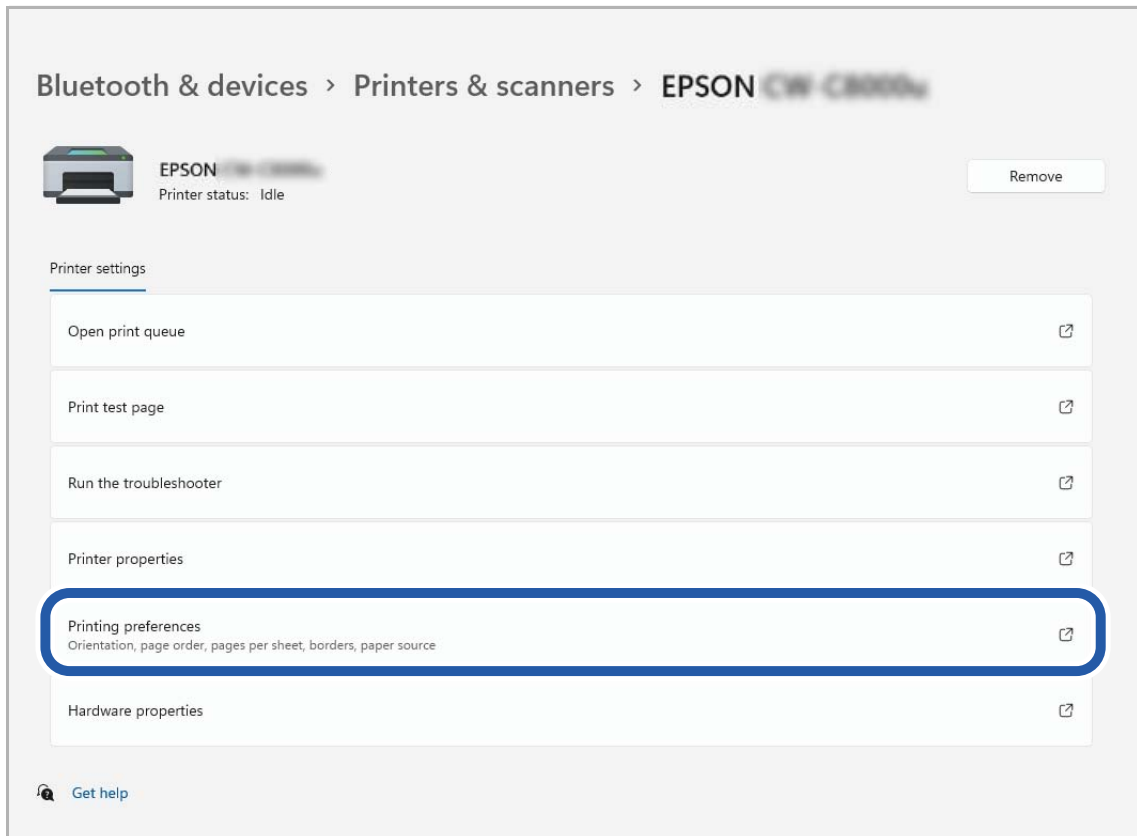 Bluetooth & devices > Printers & scanners > EPSON
EPSON
Printer status: Idle
Remove
Printer settings
Open print queue
Print test page
Run the troubleshooter
Printer properties
Printing preferences
Orientation, page order, pages per sheet, borders, paper source
Hardware properties
Get help